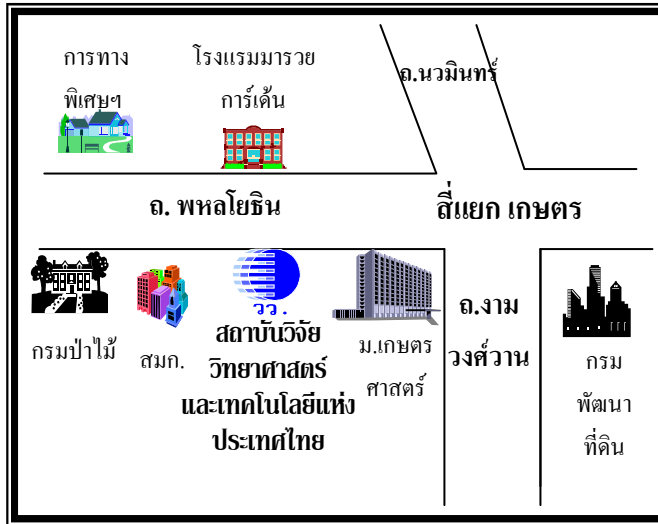 การทาง
พิเศษฯ
โรงแรมมารวย
การ์เด้น
ถ.นวมินทร์
ถ. พหลโยธิน
สี่แยก เกษตร
กรมป่าไม้
สมก.
วว.
สถาบันวิจัย
วิทยาศาสตร์
และเทคโนโลยีแห่ง
ประเทศไทย
ม.เกษตร
ศาสตร์
ถ.งาม
วงศ์วาน
กรม
พัฒนา
ที่ดิน